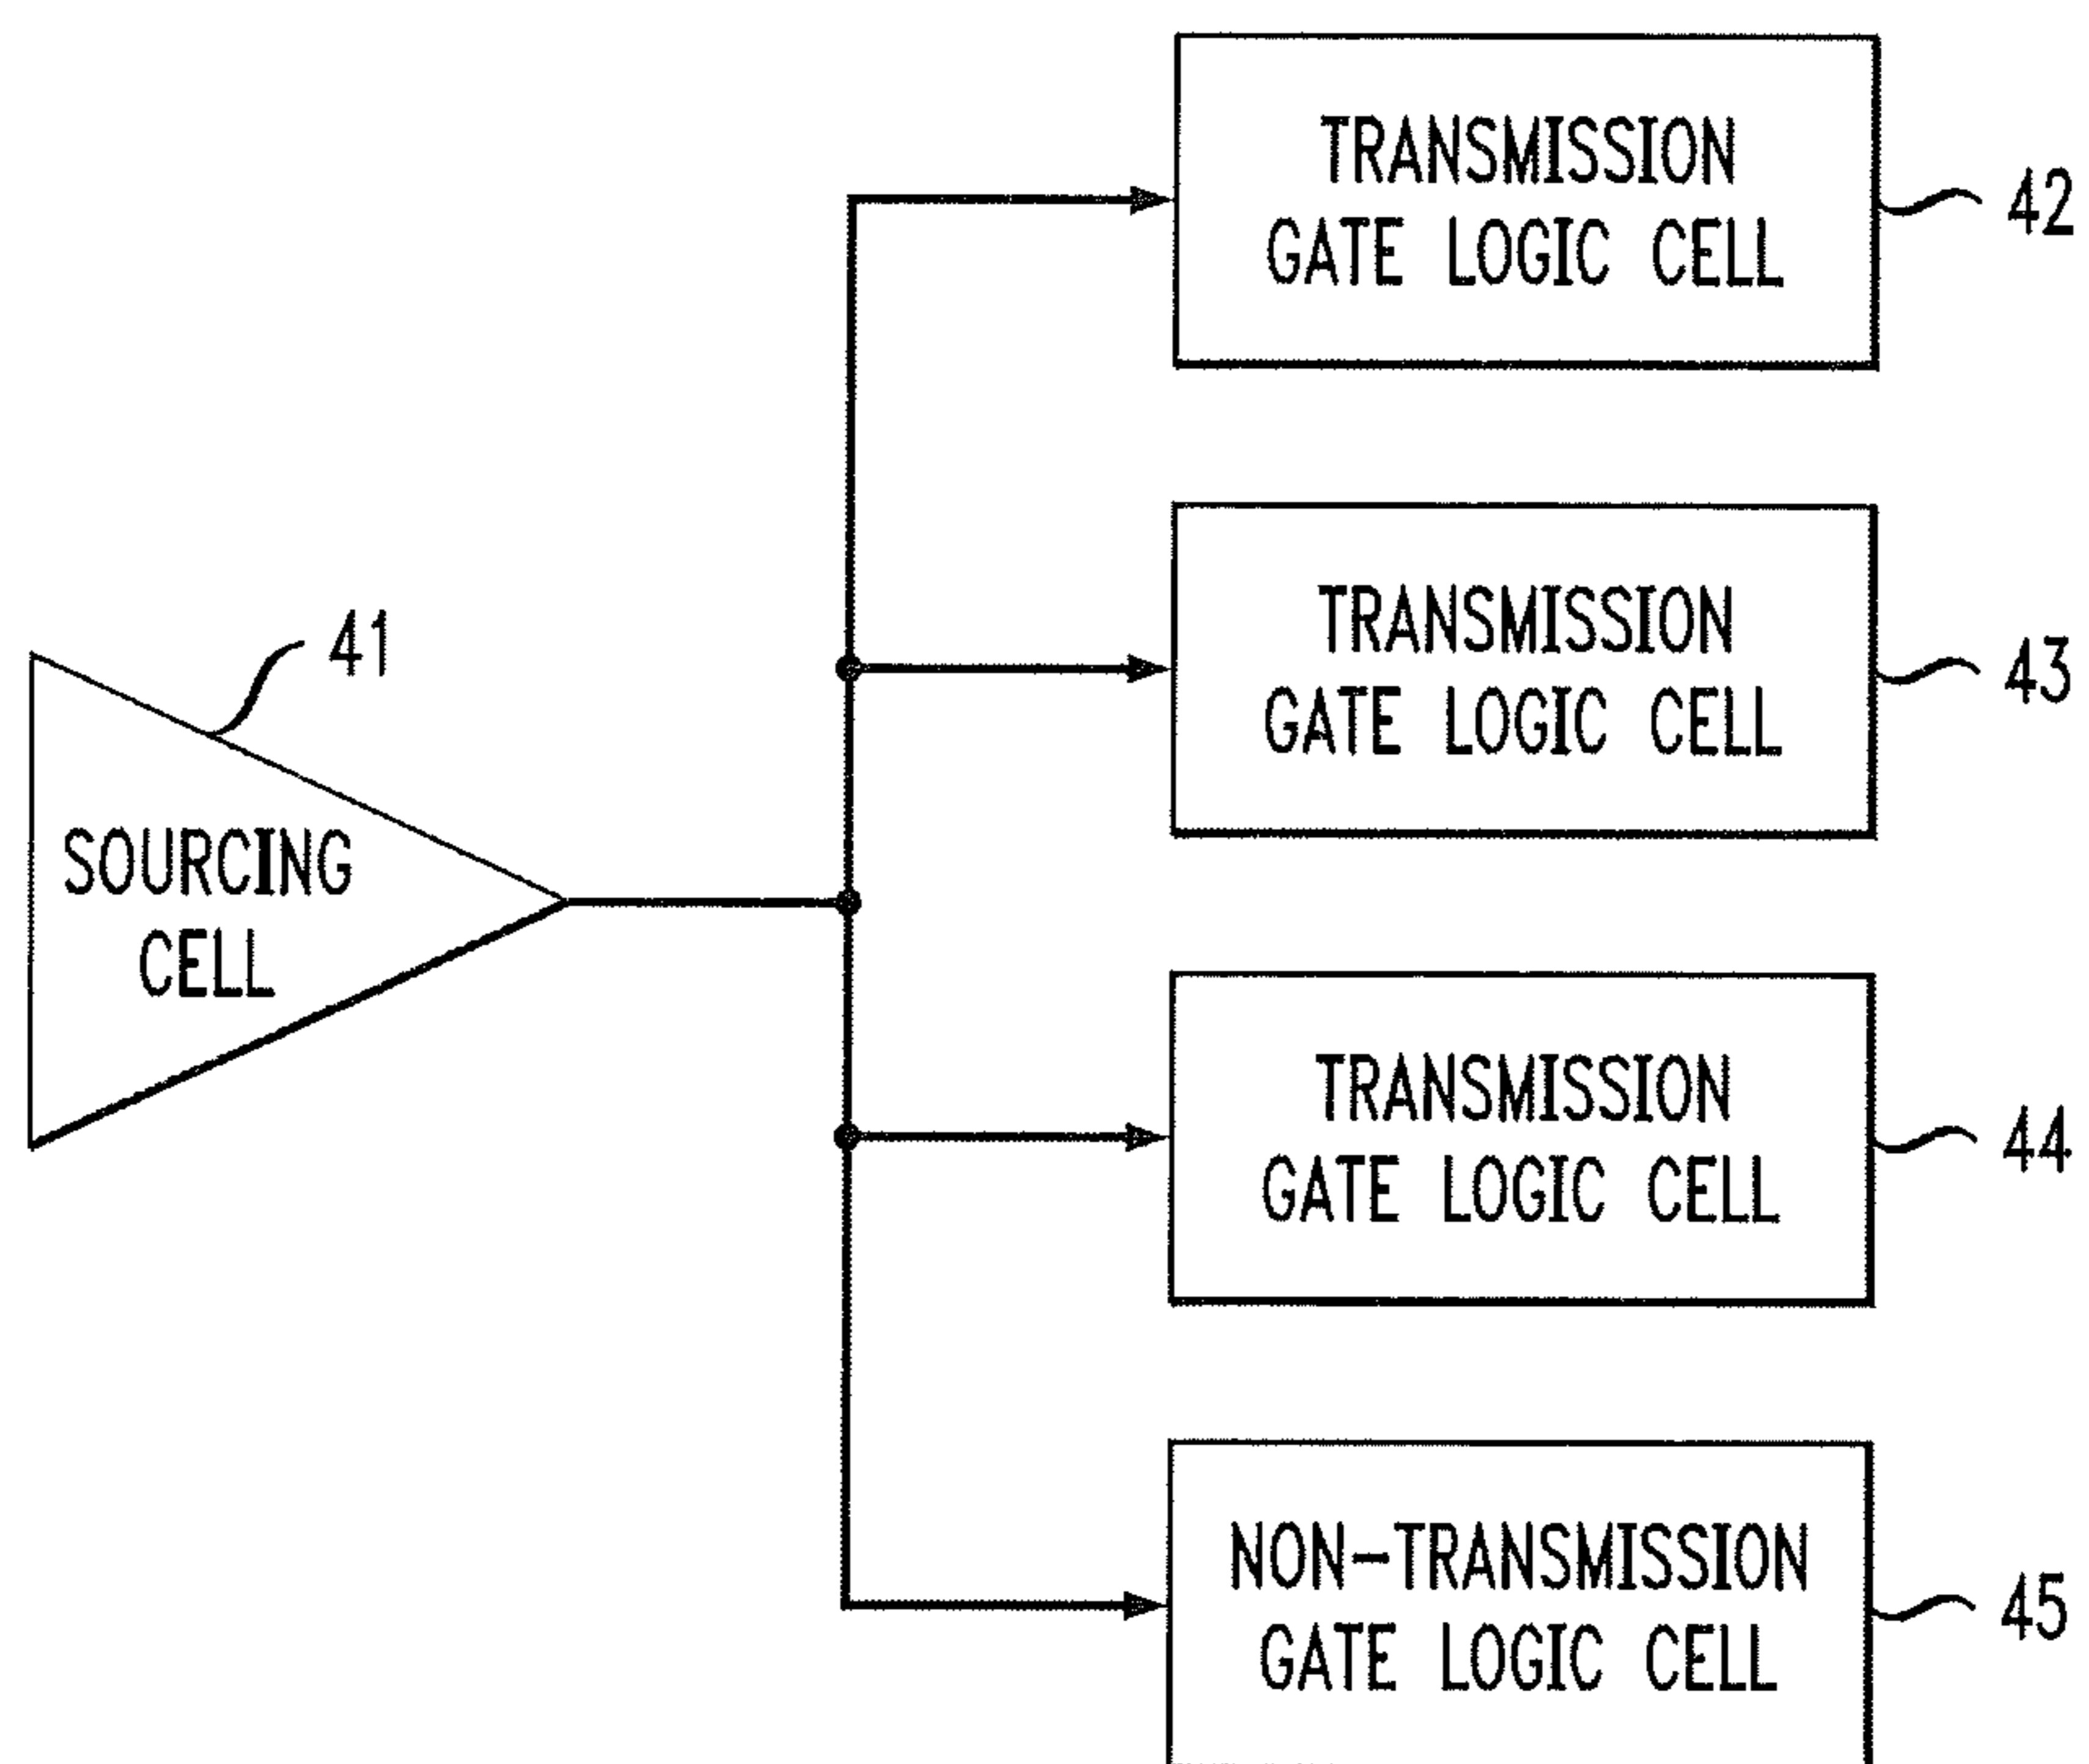 TRANSMISSION
GATE LOGIC CELL
42
TRANSMISSION
GATE LOGIC CELL
43
41
SOURCING
CELL
TRANSMISSION
GATE LOGIC CELL
44
NON-TRANSMISSION
GATE LOGIC CELL
45